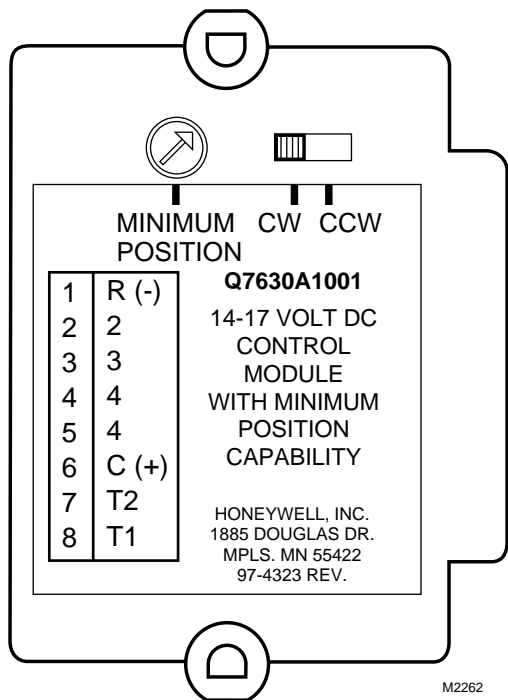 MINIMUM POSITION
CW CCW
1 R (-)
2 2
3 3
4 4
5 4
6 C (+)
7 T2
8 T1
Q7630A1001
14-17 VOLT DC
CONTROL
MODULE
WITH MINIMUM
POSITION
CAPABILITY
HONEYWELL, INC.
1885 DOUGLAS DR.
MPLS. MN 55422
97-4323 REV.
M2262